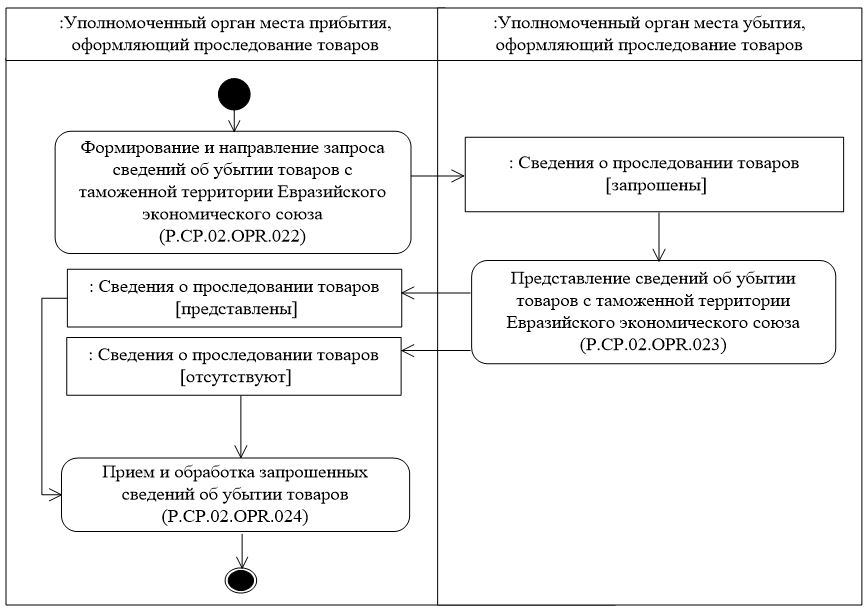 :Уполномоченный орган места прибытия,
оформляющий проследование товаров
:Уполномоченный орган места убытия,
оформляющий проследование товаров
Формирование и направление запроса
сведений об убытии товаров с
таможенной территории Евразийского
экономического союза
(P.CP.02.OPR.022)
: Сведения о проследовании товаров
[запрошены]
Представление сведений об убытии
товаров с таможенной территории
Евразийского экономического союза
(P.CP.02.OPR.023)
: Сведения о проследовании товаров
[представлены]
: Сведения о проследовании товаров
[отсутствуют]
Прием и обработка запрошенных
сведений об убытии товаров
(P.CP.02.OPR.024)